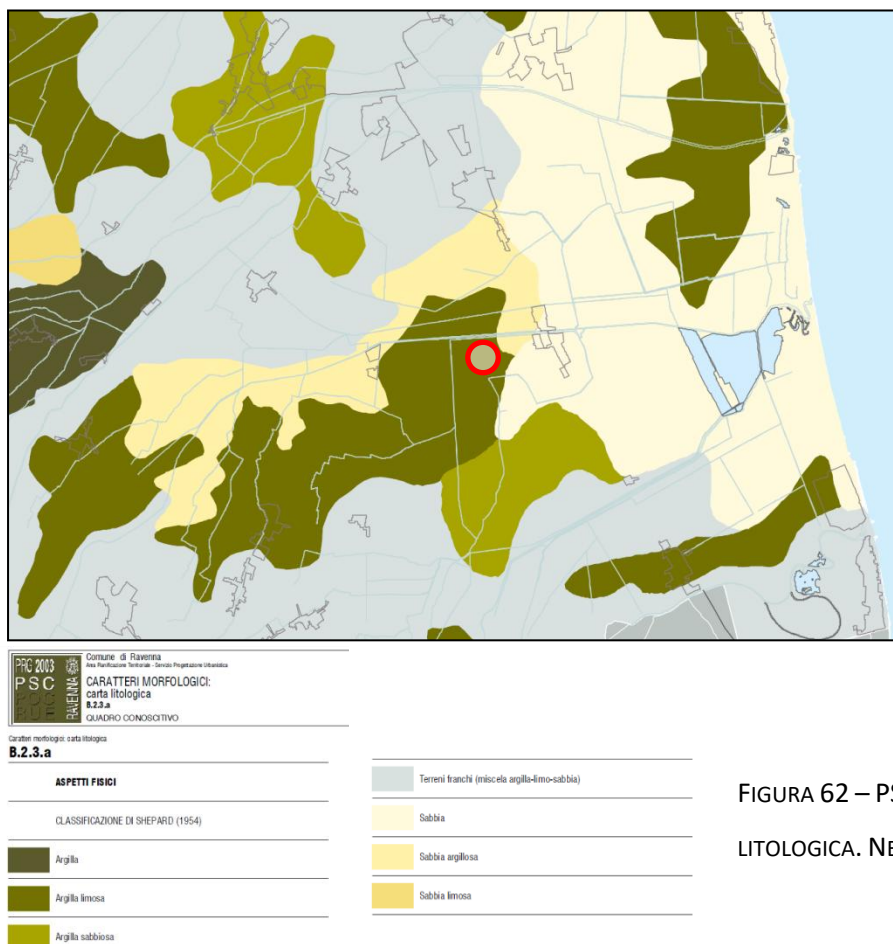 PRG 2003
PSC
POC
RUE
RAVENNA
Comune di Ravenna
Area Pianificazione Territoriale - Servizio Progettazione Urbanistica
CARATTERI MORFOLOGICI:
carta litologica
B.2.3.a
QUADRO CONOSCITIVO
Caratteri morfologici: carta litologica
B.2.3.a
ASPETTI FISICI
CLASSIFICAZIONE DI SHEPARD (1954)
Argilla
Argilla limosa
Argilla sabbiosa
Terreni franchi (miscela argilla-limo-sabbia)
Sabbia
Sabbia argillosa
Sabbia limosa
FIGURA 62 – PS
LITOLOGICA. NE